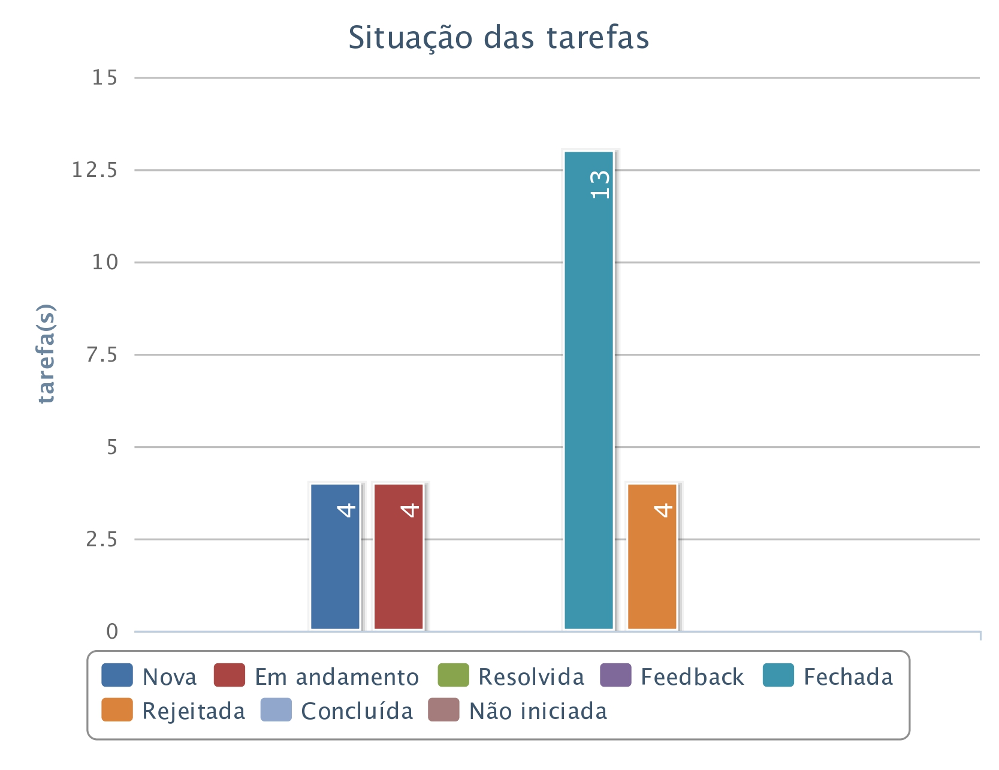 Situação das tarefas
15
12.5
10
7.5
5
2.5
0
tarefa(s)
4
4
13
4
Nova Em andamento Resolvida Feedback Fechada
Rejeitada Concluída Não iniciada